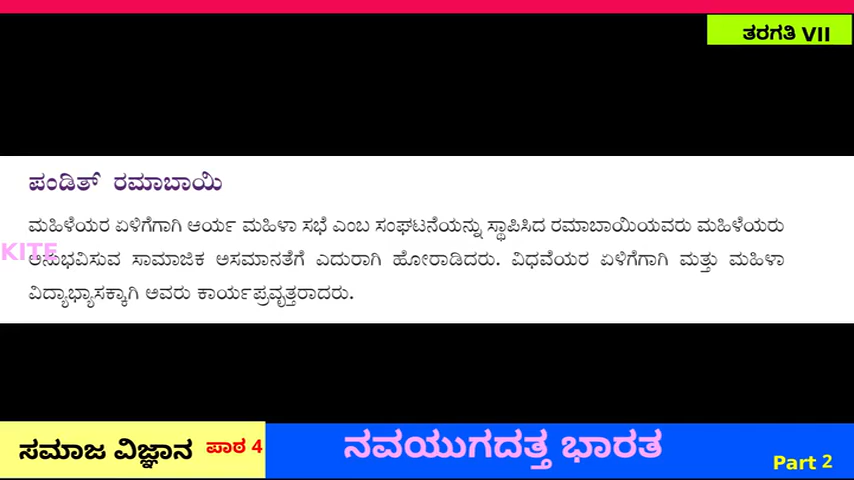 ತರಗತಿ VII
ಪಂಡಿತ್ ರಮಾಬಾಯಿ
ಮಹಿಳೆಯರ ಏಳಿಗೆಗಾಗಿ ಆರ್ಯ ಮಹಿಳಾ ಸಭೆ ಎಂಬ ಸಂಘಟನೆಯನ್ನು ಸ್ಥಾಪಿಸಿದ ರಮಾಬಾಯಿಯವರು ಮಹಿಳೆಯರು
KITE
ಅನುಭವಿಸುವ ಸಾಮಾಜಿಕ ಅಸಮಾನತೆಗೆ ಎದುರಾಗಿ ಹೋರಾಡಿದರು. ವಿಧವೆಯರ ಏಳಿಗೆಗಾಗಿ ಮತ್ತು ಮಹಿಳಾ
ವಿದ್ಯಾಭ್ಯಾಸಕ್ಕಾಗಿ ಅವರು ಕಾರ್ಯಪ್ರವೃತ್ತರಾದರು.
ಸಮಾಜ ವಿಜ್ಞಾನ ಪಾಠ 4
ನವಯುಗದತ್ತ ಭಾರತ
Part 2